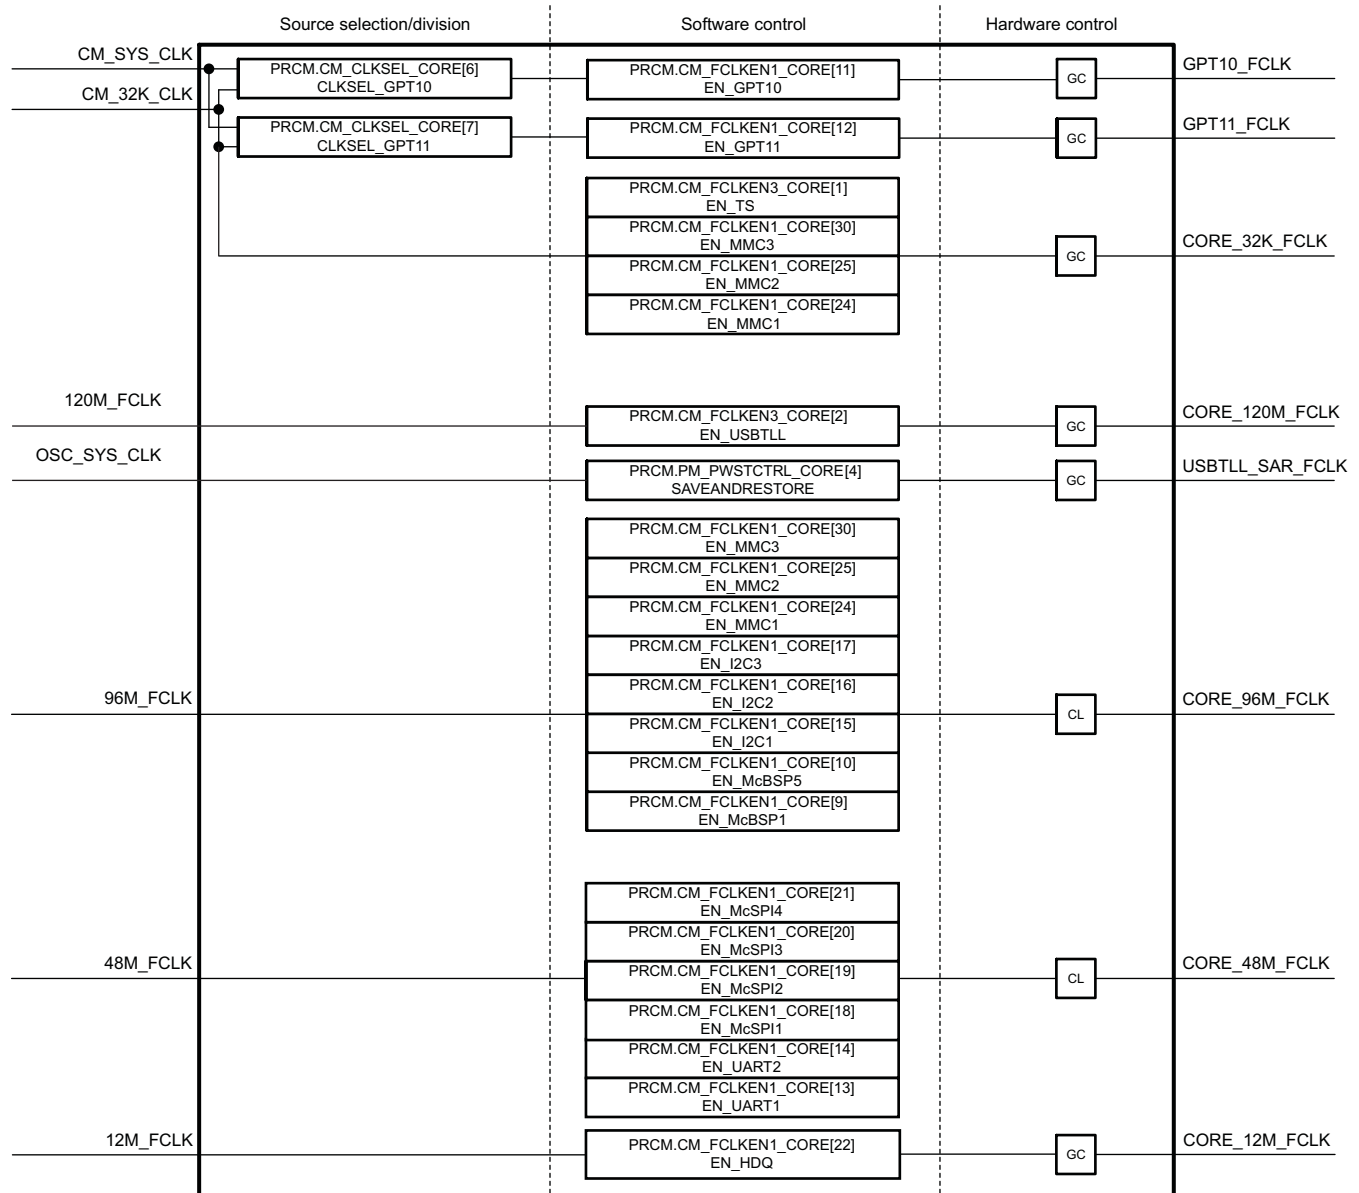 Source selection/division
Software control
Hardware control
CM_SYS_CLK
PRCM.CM_CLKSEL_CORE[6]
CLKSEL_GPT10
PRCM.CM_FCLKEN1_CORE[11]
EN_GPT10
GC
GPT10_FCLK
CM_32K_CLK
PRCM.CM_CLKSEL_CORE[7]
CLKSEL_GPT11
PRCM.CM_FCLKEN1_CORE[12]
EN_GPT11
GC
GPT11_FCLK
PRCM.CM_FCLKEN3_CORE[1]
EN_TS
PRCM.CM_FCLKEN1_CORE[30]
EN_MMC3
PRCM.CM_FCLKEN1_CORE[25]
EN_MMC2
PRCM.CM_FCLKEN1_CORE[24]
EN_MMC1
GC
CORE_32K_FCLK
120M_FCLK
PRCM.CM_FCLKEN3_CORE[2]
EN_USBTLL
GC
CORE_120M_FCLK
OSC_SYS_CLK
PRCM.PM_PWSTCTRL_CORE[4]
SAVEANDRESTORE
GC
USBTLL_SAR_FCLK
PRCM.CM_FCLKEN1_CORE[30]
EN_MMC3
PRCM.CM_FCLKEN1_CORE[25]
EN_MMC2
PRCM.CM_FCLKEN1_CORE[24]
EN_MMC1
PRCM.CM_FCLKEN1_CORE[17]
EN_I2C3
96M_FCLK
PRCM.CM_FCLKEN1_CORE[16]
EN_I2C2
PRCM.CM_FCLKEN1_CORE[15]
EN_I2C1
PRCM.CM_FCLKEN1_CORE[10]
EN_McBSP5
PRCM.CM_FCLKEN1_CORE[9]
EN_McBSP1
CL
CORE_96M_FCLK
PRCM.CM_FCLKEN1_CORE[21]
EN_McSPI4
PRCM.CM_FCLKEN1_CORE[20]
EN_McSPI3
48M_FCLK
PRCM.CM_FCLKEN1_CORE[19]
EN_McSPI2
PRCM.CM_FCLKEN1_CORE[18]
EN_McSPI1
PRCM.CM_FCLKEN1_CORE[14]
EN_UART2
PRCM.CM_FCLKEN1_CORE[13]
EN_UART1
CL
CORE_48M_FCLK
12M_FCLK
PRCM.CM_FCLKEN1_CORE[22]
EN_HDQ
GC
CORE_12M_FCLK